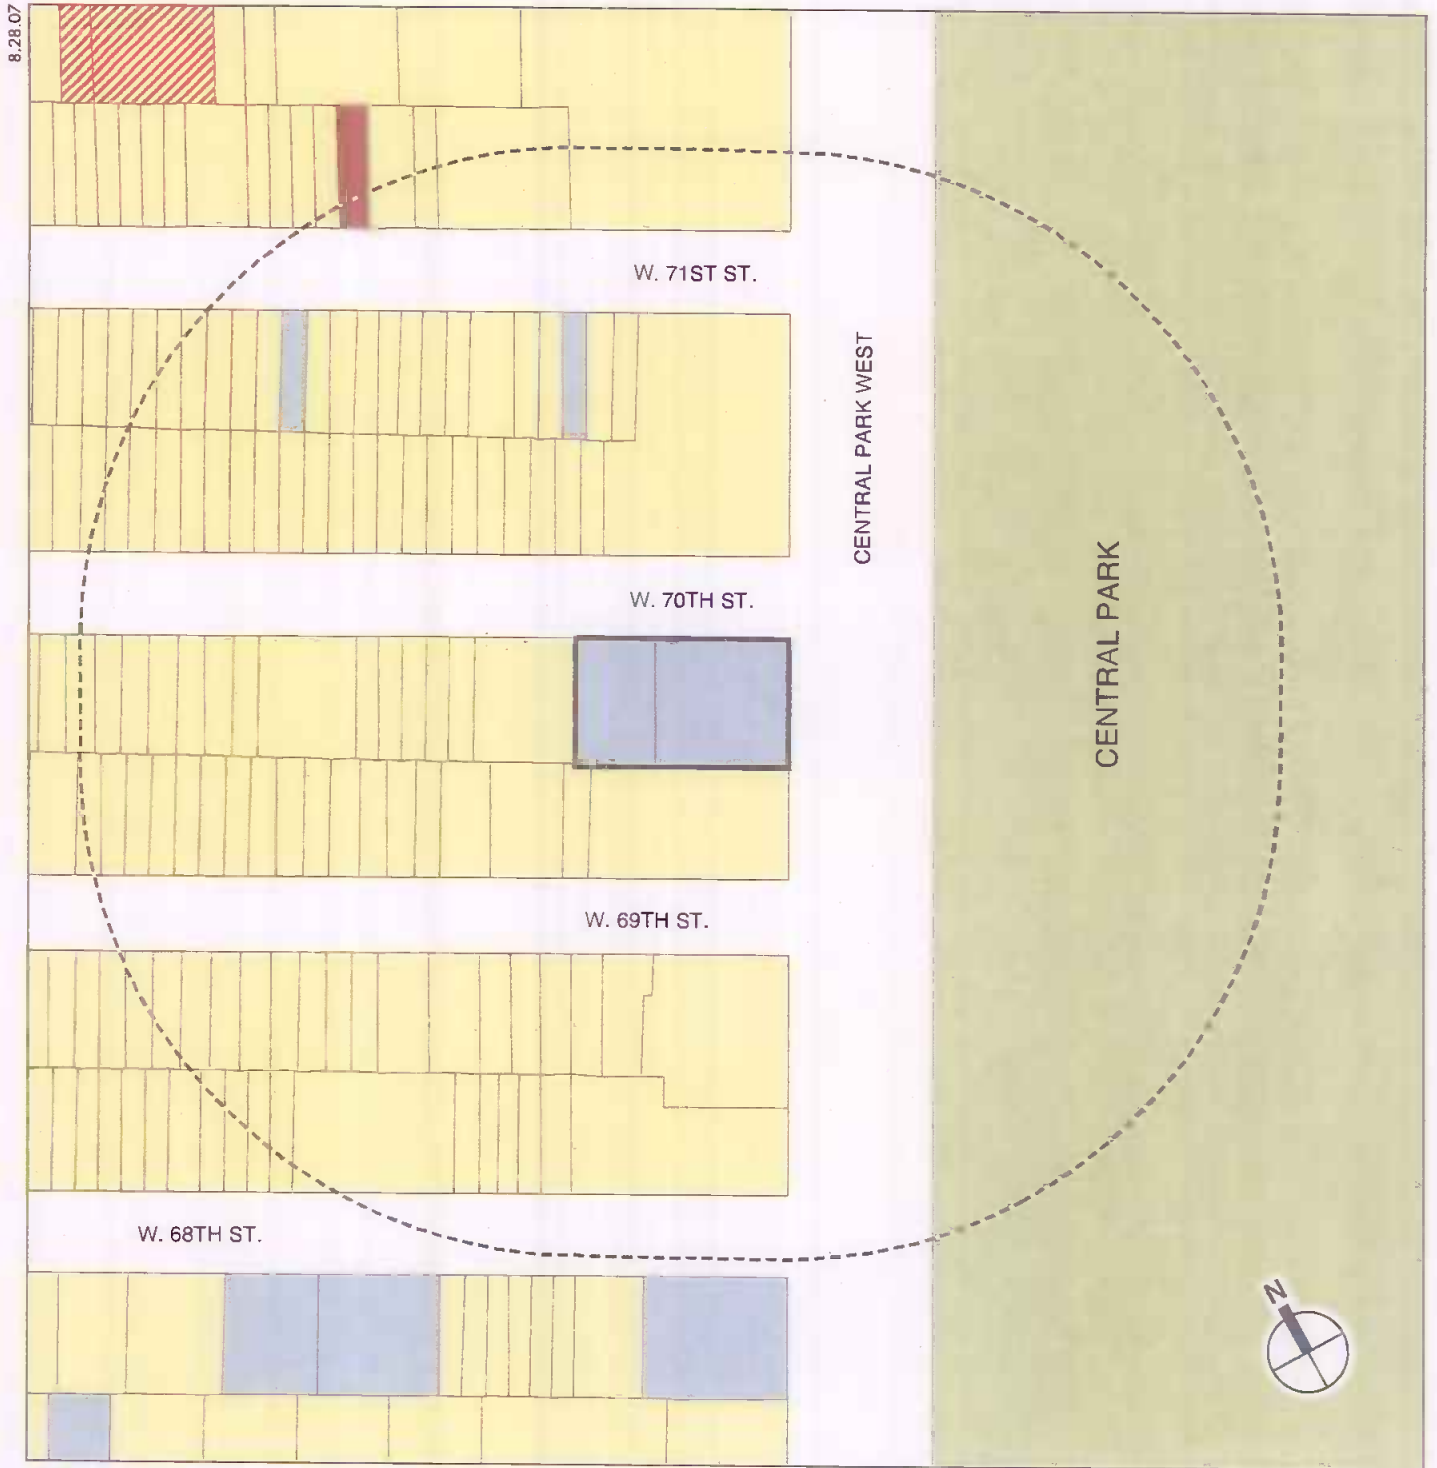 8.28.07
W. 71ST ST.
CENTRAL PARK WEST
W. 70TH ST.
CENTRAL PARK
W. 69TH ST.
W. 68TH ST.
N